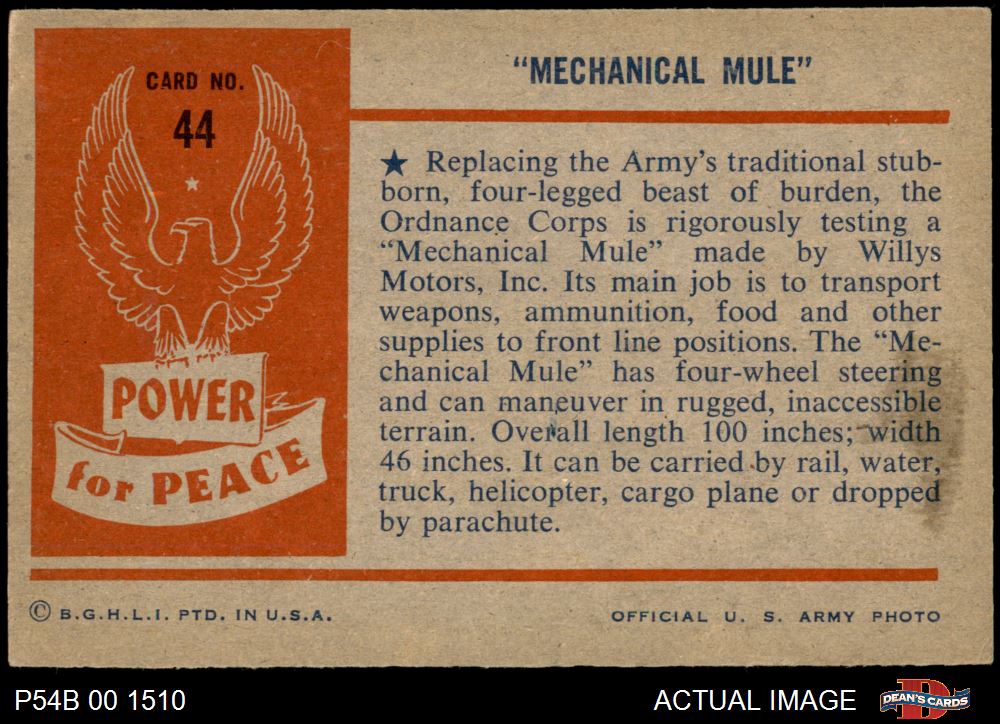 CARD NO.
44
POWER
for PEACE
“MECHANICAL MULE”
★ Replacing the Army’s traditional stub-
born, four-legged beast of burden, the
Ordnance Corps is rigorously testing a
“Mechanical Mule” made by Willys
Motors, Inc. Its main job is to transport
weapons, ammunition, food and other
supplies to front line positions. The “Me-
chanical Mule” has four-wheel steering
and can maneuver in rugged, inaccessible
terrain. Overall length 100 inches; width
46 inches. It can be carried by rail, water,
truck, helicopter, cargo plane or dropped
by parachute.
© B.G.H.L.I. PTD. IN U.S.A.
OFFICIAL U. S. ARMY PHOTO
P54B 00 1510
ACTUAL IMAGE
DEAN'S CARDS